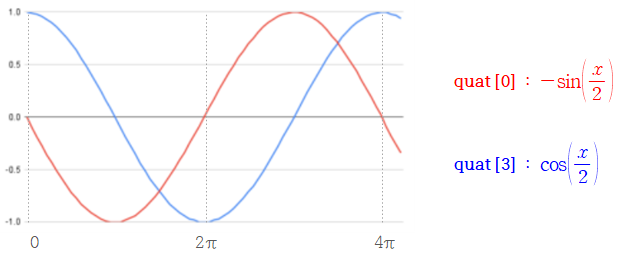 1.0
0.5
0.0
-0.5
-1.0
0 2π 4π
quat[0] : −sin(x/2)
quat[3] : cos(x/2)